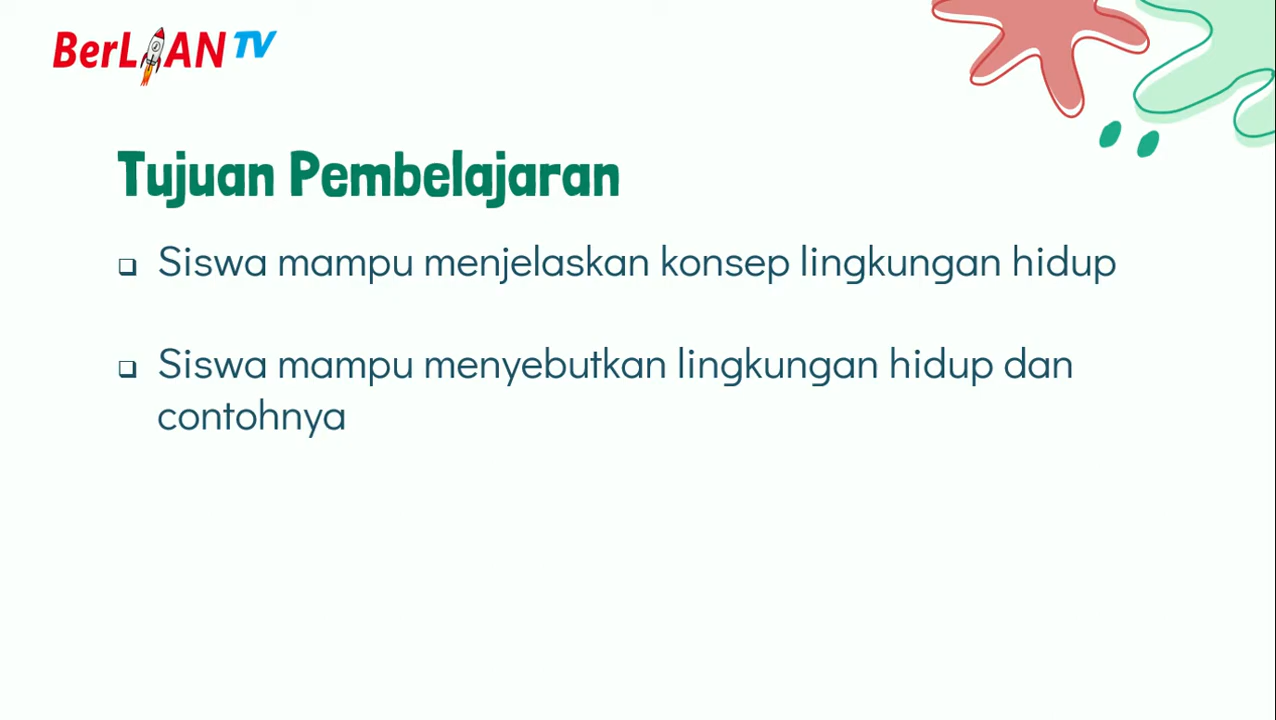 BerLIAN TV
Tujuan Pembelajaran
❑ Siswa mampu menjelaskan konsep lingkungan hidup
❑ Siswa mampu menyebutkan lingkungan hidup dan
contohnya